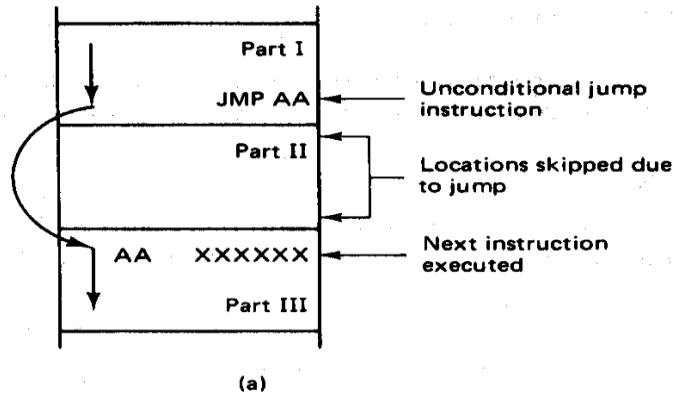 Part I
JMP AA
Unconditional jump
instruction
Part II
Locations skipped due
to jump
AA XXXXXX
Next instruction
executed
Part III
(a)